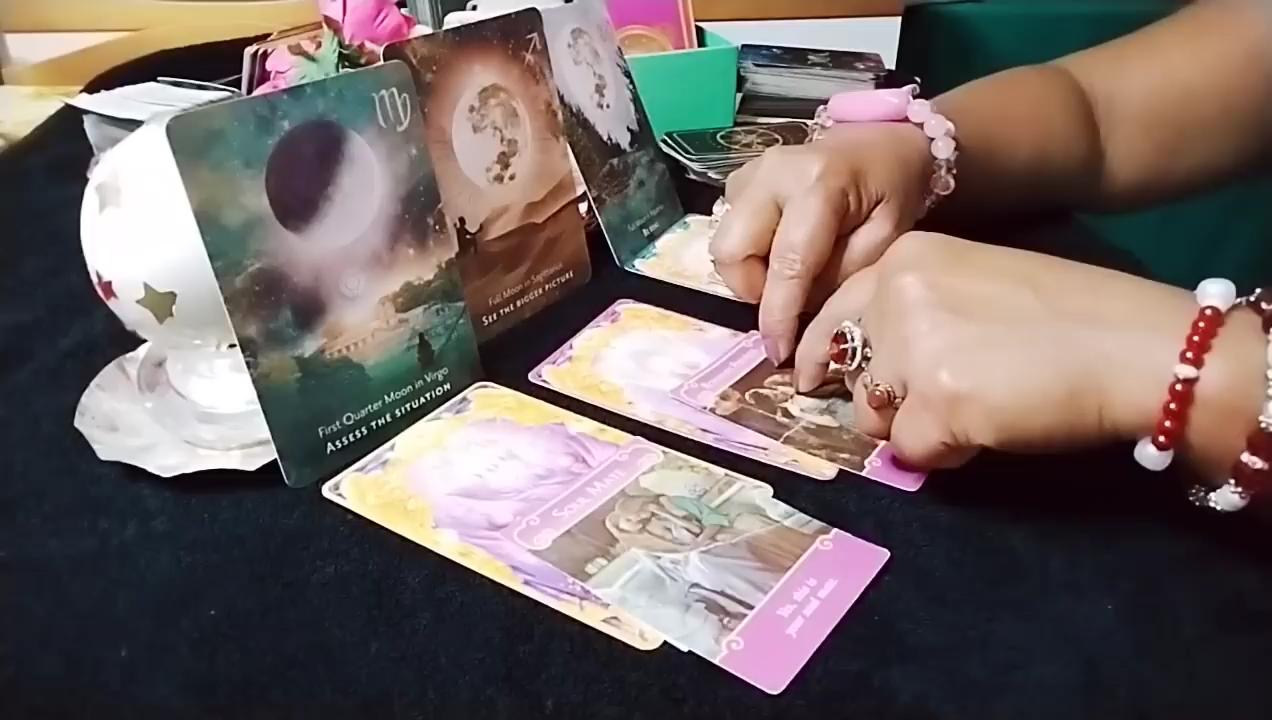 First Quarter Moon in Virgo
ASSESS THE SITUATION
Full Moon in Sagittarius
SEE THE BIGGER PICTURE
SOUL MATE
Yes, this is
your soul mate.